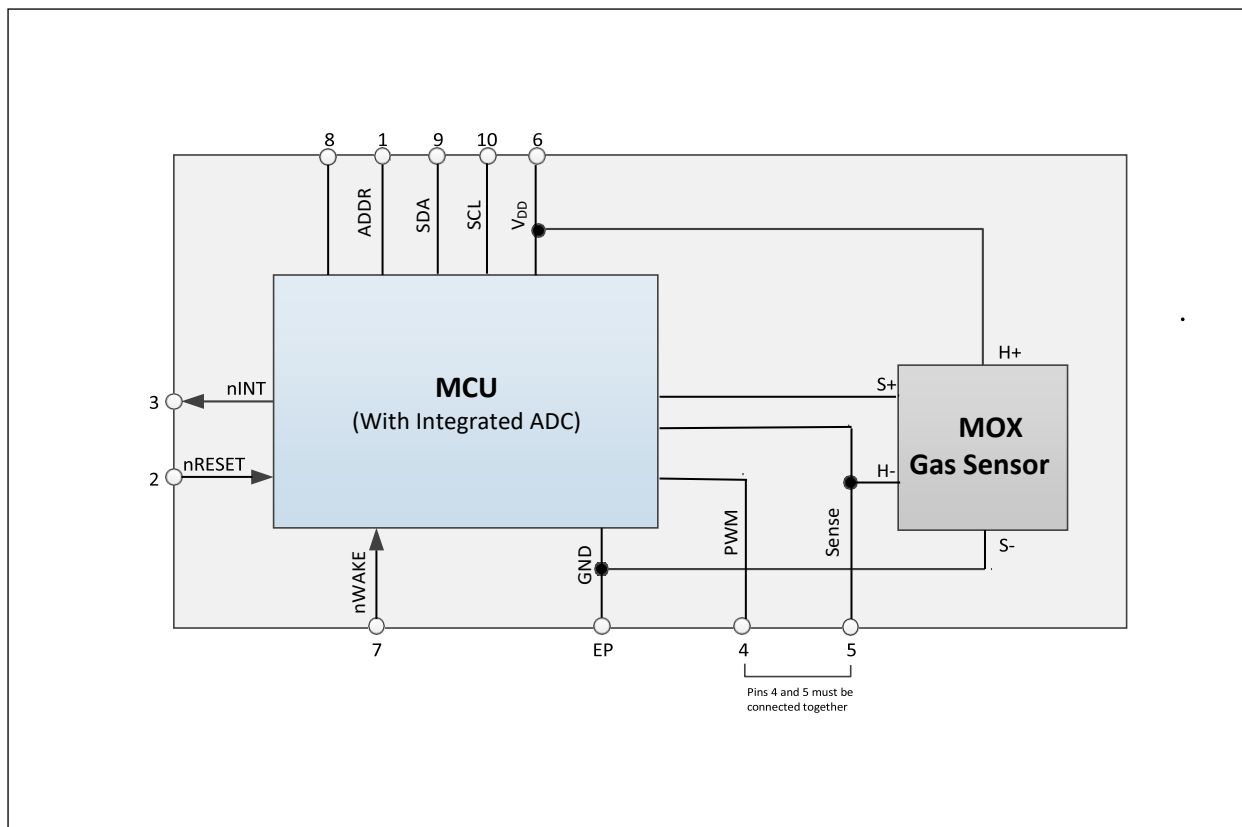 8 1 9 10 6
ADDR
SDA
SCL
VDD
H+
nINT
3
MCU
(With Integrated ADC)
S+
MOX
Gas Sensor
H-
nRESET
2
PWM
Sense
S-
nWAKE
GND
7 EP 4 5
Pins 4 and 5 must be
connected together